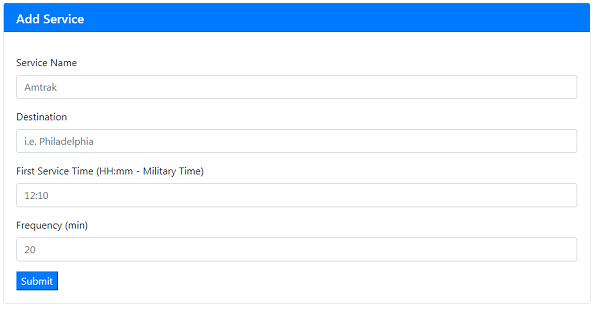 Add Service
Service Name
Amtrak
Destination
i.e. Philadelphia
First Service Time (HH:mm - Military Time)
12:10
Frequency (min)
20
Submit